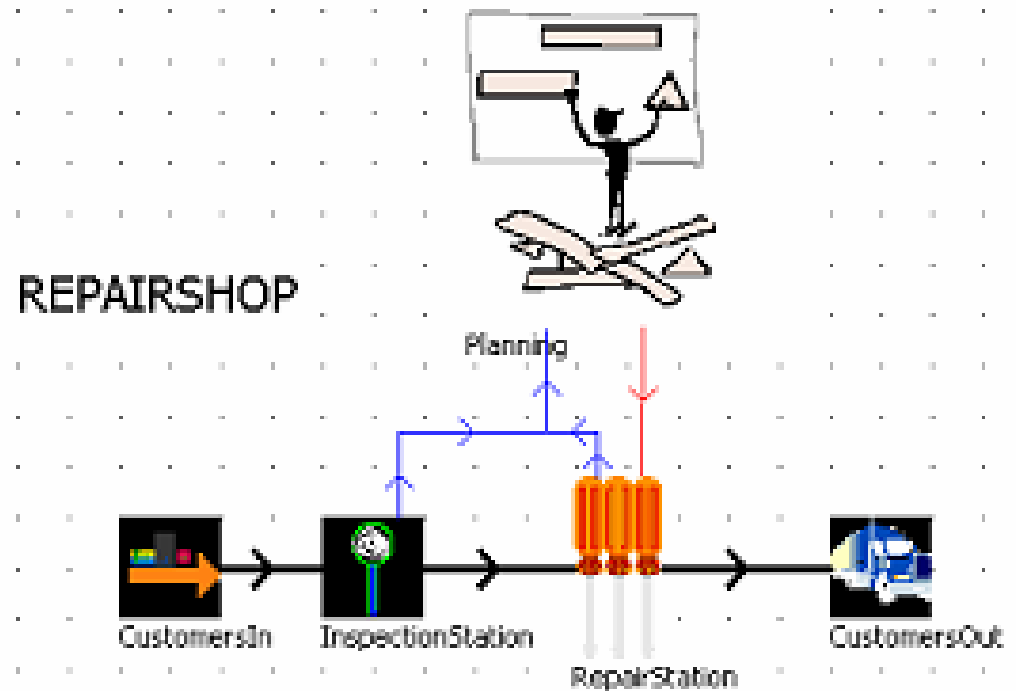 REPAIRSHOP
Planning
CustomersIn
InspectionStation
CustomersOut
RepairStation